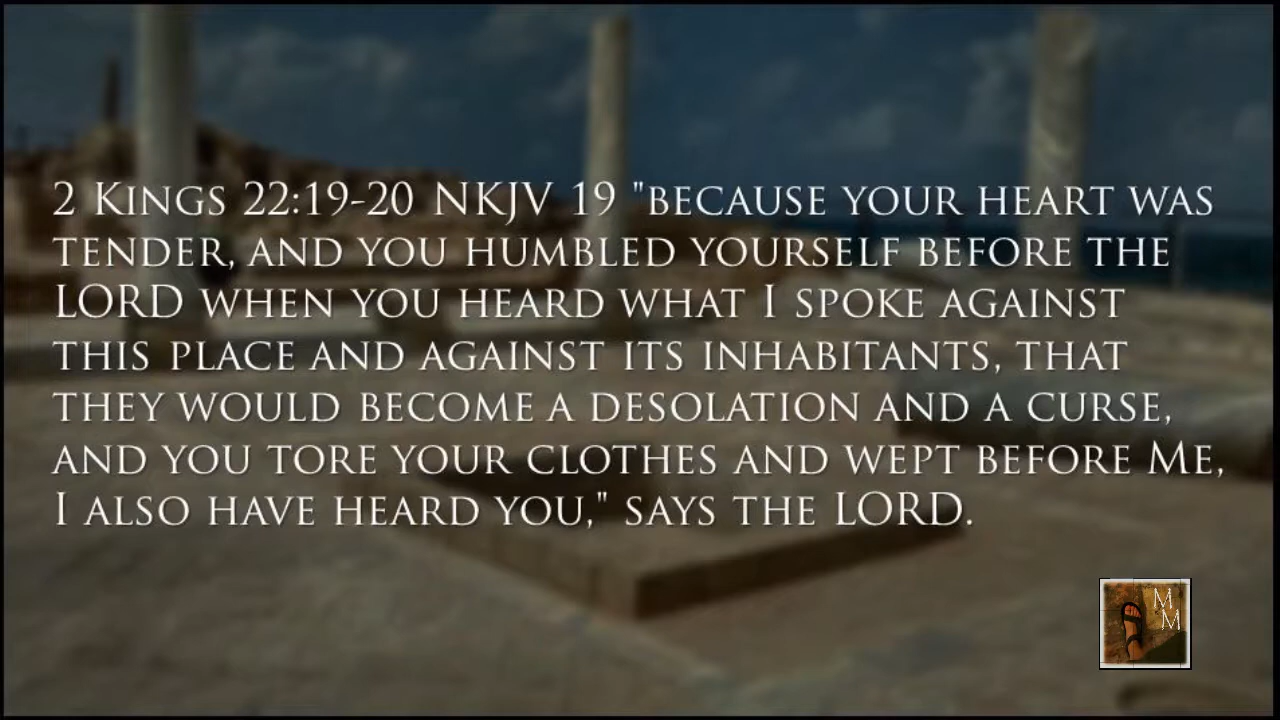 2 Kings 22:19-20 NKJV 19 "because your heart was
tender, and you humbled yourself before the
LORD when you heard what I spoke against
this place and against its inhabitants, that
they would become a desolation and a curse,
and you tore your clothes and wept before Me,
I also have heard you," says the LORD.
M
M